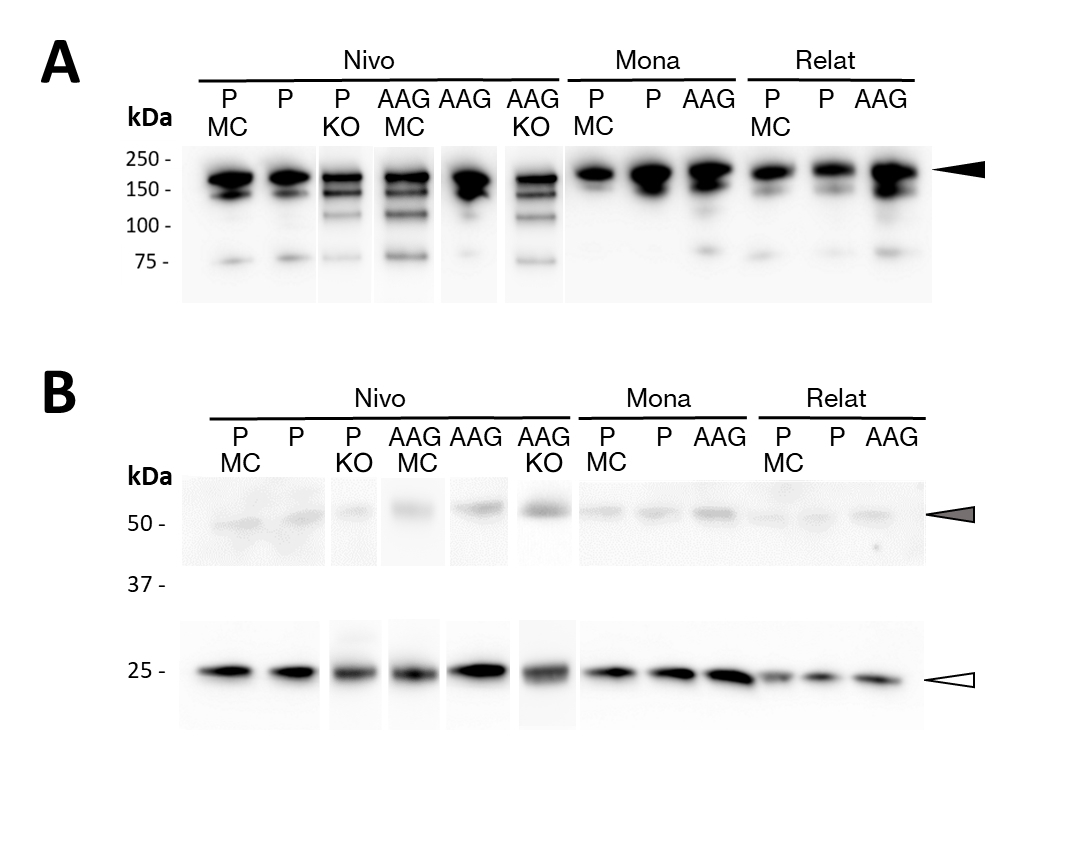 A
Nivo Mona Relat
P P P AAG AAG AAG P P AAG P P AAG
kDa MC KO MC KO MC MC
250 -
150 -
100 -
75 -
B
Nivo Mona Relat
P P P AAG AAG AAG P P AAG P P AAG
MC KO MC KO MC MC
kDa
50 -
37 -
25 -